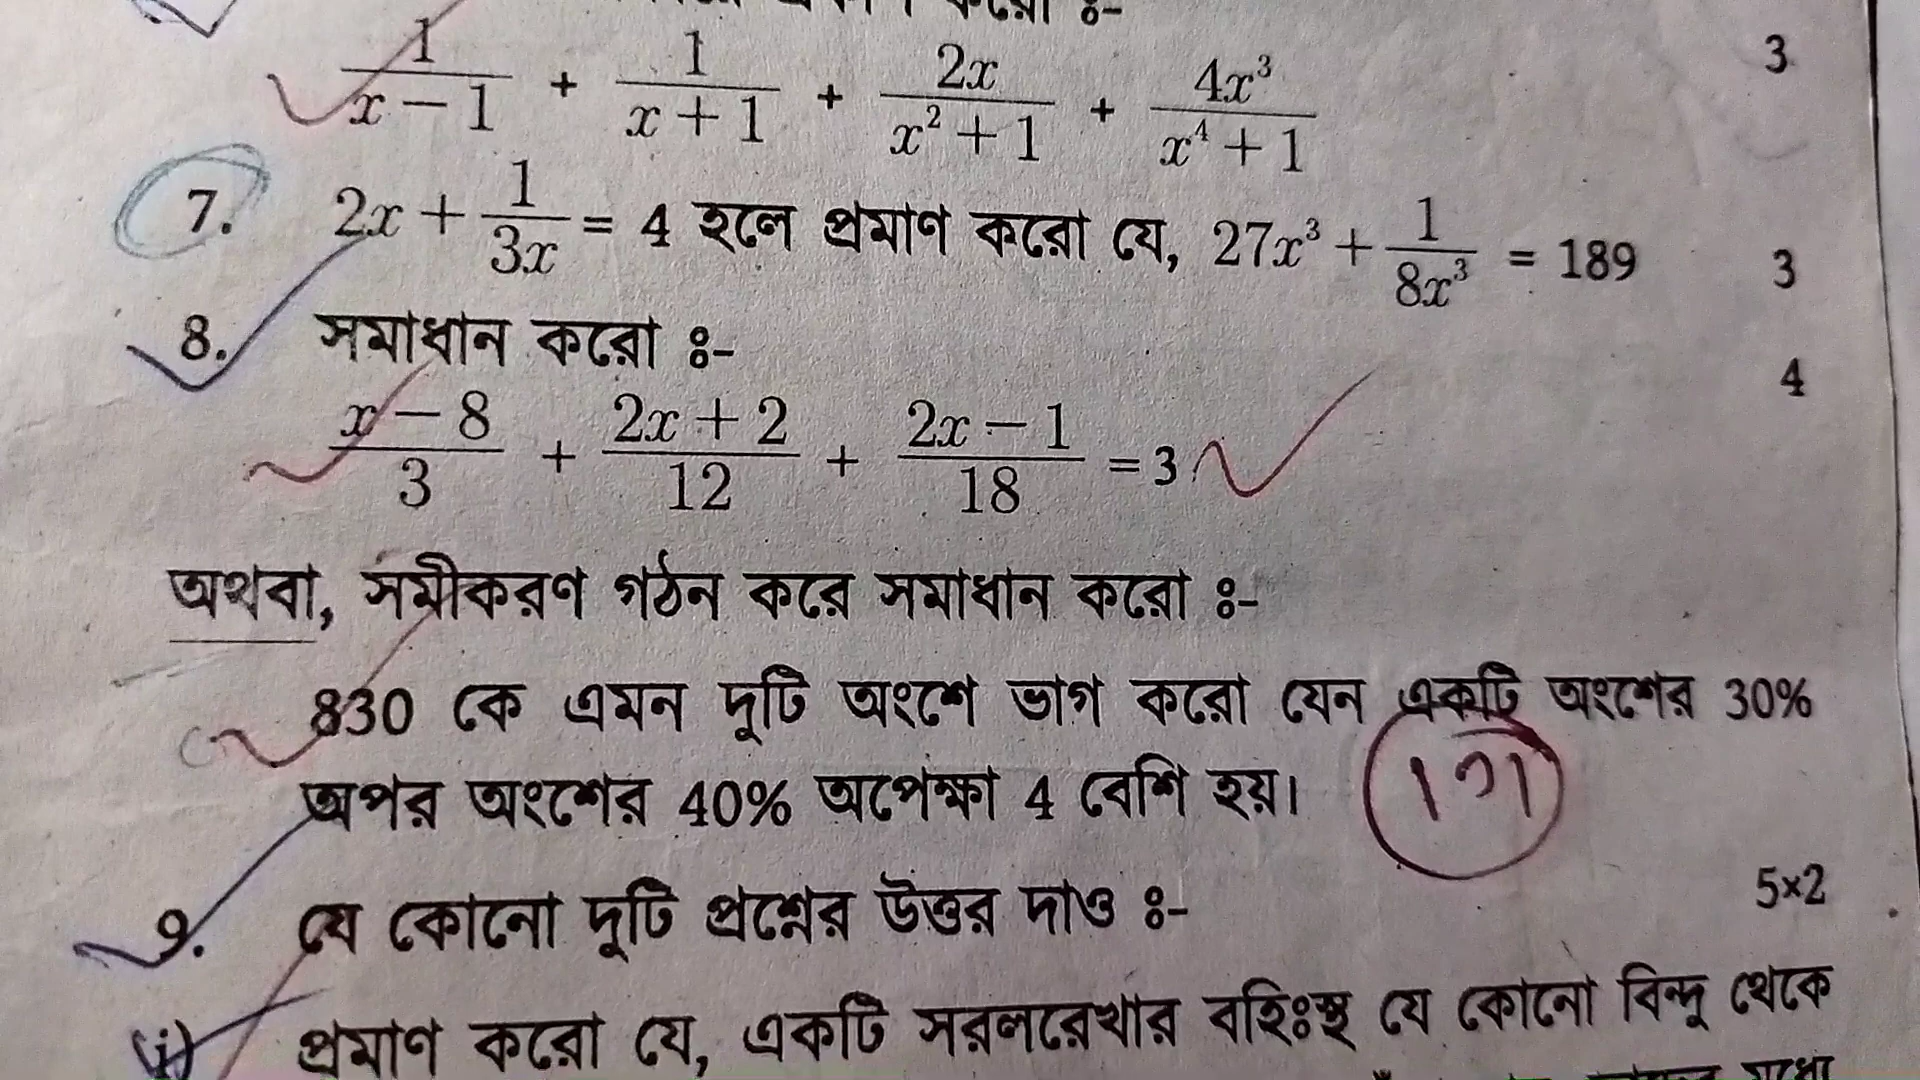 করো :-
1/(x – 1) + 1/(x + 1) + 2x/(x² + 1) + 4x³/(x⁴ + 1) 3
7. 2x + 1/3x = 4 হলে প্রমাণ করো যে, 27x³ + 1/8x³ = 189 3
8. সমাধান করো :- 4
(x – 8)/3 + (2x + 2)/12 + (2x – 1)/18 = 3
অথবা, সমীকরণ গঠন করে সমাধান করো :-
830 কে এমন দুটি অংশে ভাগ করো যেন একটি অংশের 30%
অপর অংশের 40% অপেক্ষা 4 বেশি হয়।
9. যে কোনো দুটি প্রশ্নের উত্তর দাও :- 5×2
(i) প্রমাণ করো যে, একটি সরলরেখার বহিঃস্থ যে কোনো বিন্দু থেকে